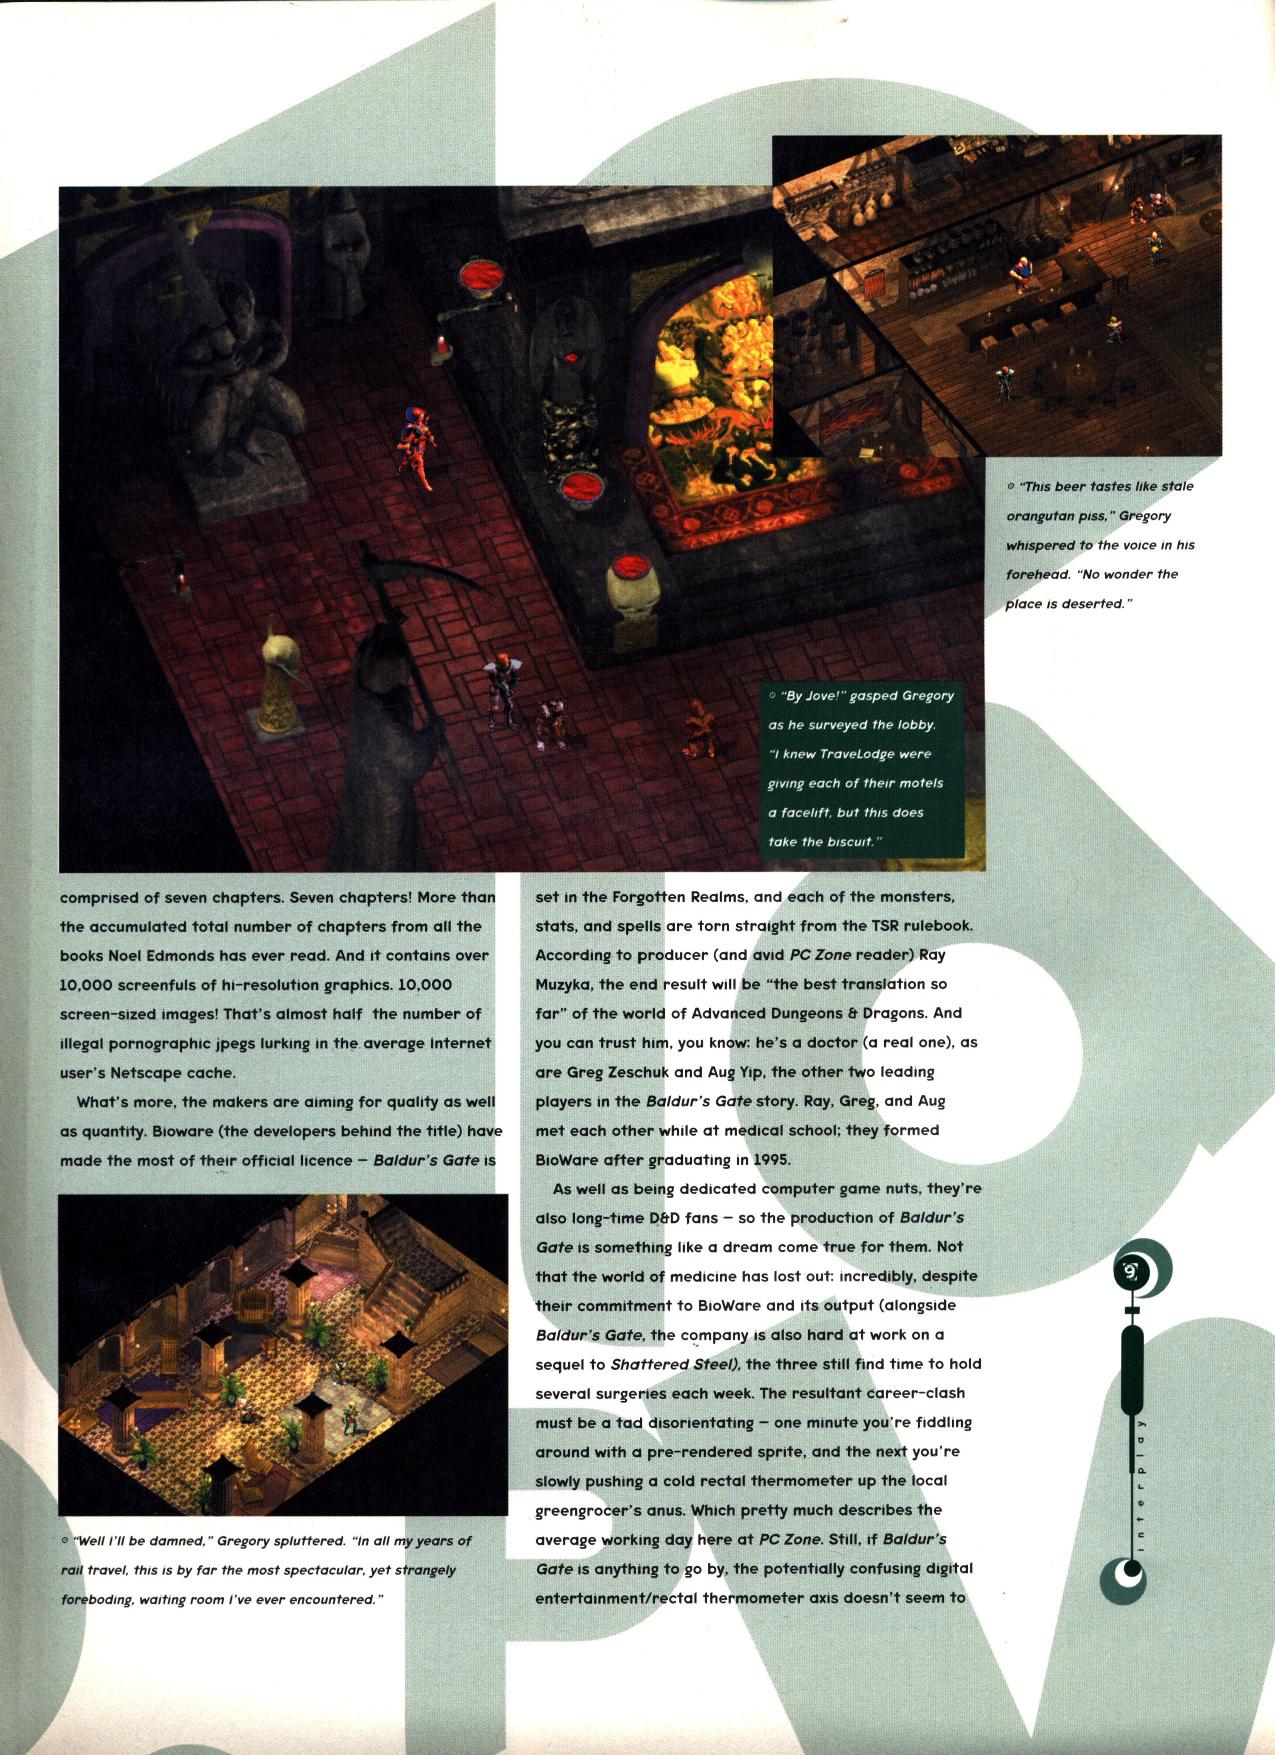 ⊙ "This beer tastes like stale
orangutan piss," Gregory
whispered to the voice in his
forehead. "No wonder the
place is deserted."
⊙ "By Jove!" gasped Gregory
as he surveyed the lobby.
"I knew TraveLodge were
giving each of their motels
a facelift, but this does
take the biscuit."
comprised of seven chapters. Seven chapters! More than
the accumulated total number of chapters from all the
books Noel Edmonds has ever read. And it contains over
10,000 screenfuls of hi-resolution graphics. 10,000
screen-sized images! That's almost half the number of
illegal pornographic jpegs lurking in the average Internet
user's Netscape cache.
What's more, the makers are aiming for quality as well
as quantity. Bioware (the developers behind the title) have
made the most of their official licence – Baldur's Gate is
⊙ "Well I'll be damned," Gregory spluttered. "In all my years of
rail travel, this is by far the most spectacular, yet strangely
foreboding, waiting room I've ever encountered."
set in the Forgotten Realms, and each of the monsters,
stats, and spells are torn straight from the TSR rulebook.
According to producer (and avid PC Zone reader) Ray
Muzyka, the end result will be "the best translation so
far" of the world of Advanced Dungeons & Dragons. And
you can trust him, you know: he's a doctor (a real one), as
are Greg Zeschuk and Aug Yip, the other two leading
players in the Baldur's Gate story. Ray, Greg, and Aug
met each other while at medical school; they formed
BioWare after graduating in 1995.
As well as being dedicated computer game nuts, they're
also long-time D&D fans – so the production of Baldur's
Gate is something like a dream come true for them. Not
that the world of medicine has lost out: incredibly, despite
their commitment to BioWare and its output (alongside
Baldur's Gate, the company is also hard at work on a
sequel to Shattered Steel), the three still find time to hold
several surgeries each week. The resultant career-clash
must be a tad disorientating – one minute you're fiddling
around with a pre-rendered sprite, and the next you're
slowly pushing a cold rectal thermometer up the local
greengrocer's anus. Which pretty much describes the
average working day here at PC Zone. Still, if Baldur's
Gate is anything to go by, the potentially confusing digital
entertainment/rectal thermometer axis doesn't seem to
9
interplay